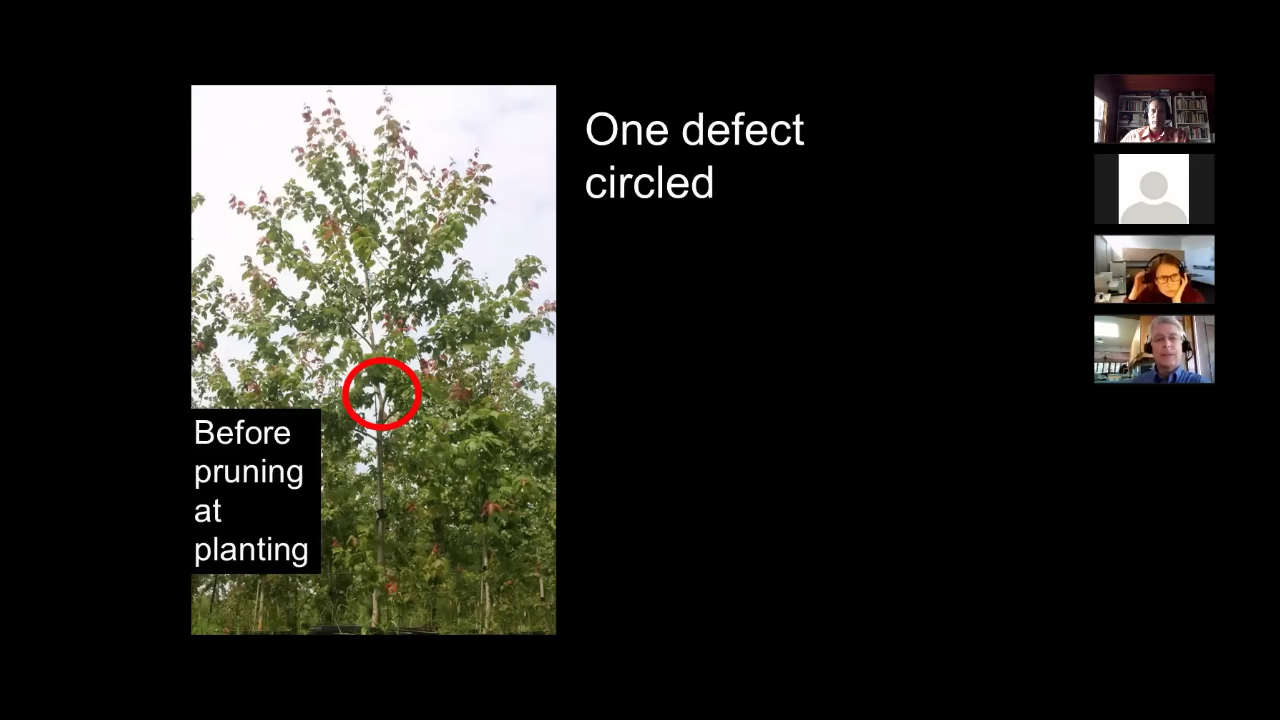 One defect
circled
Before
pruning
at
planting